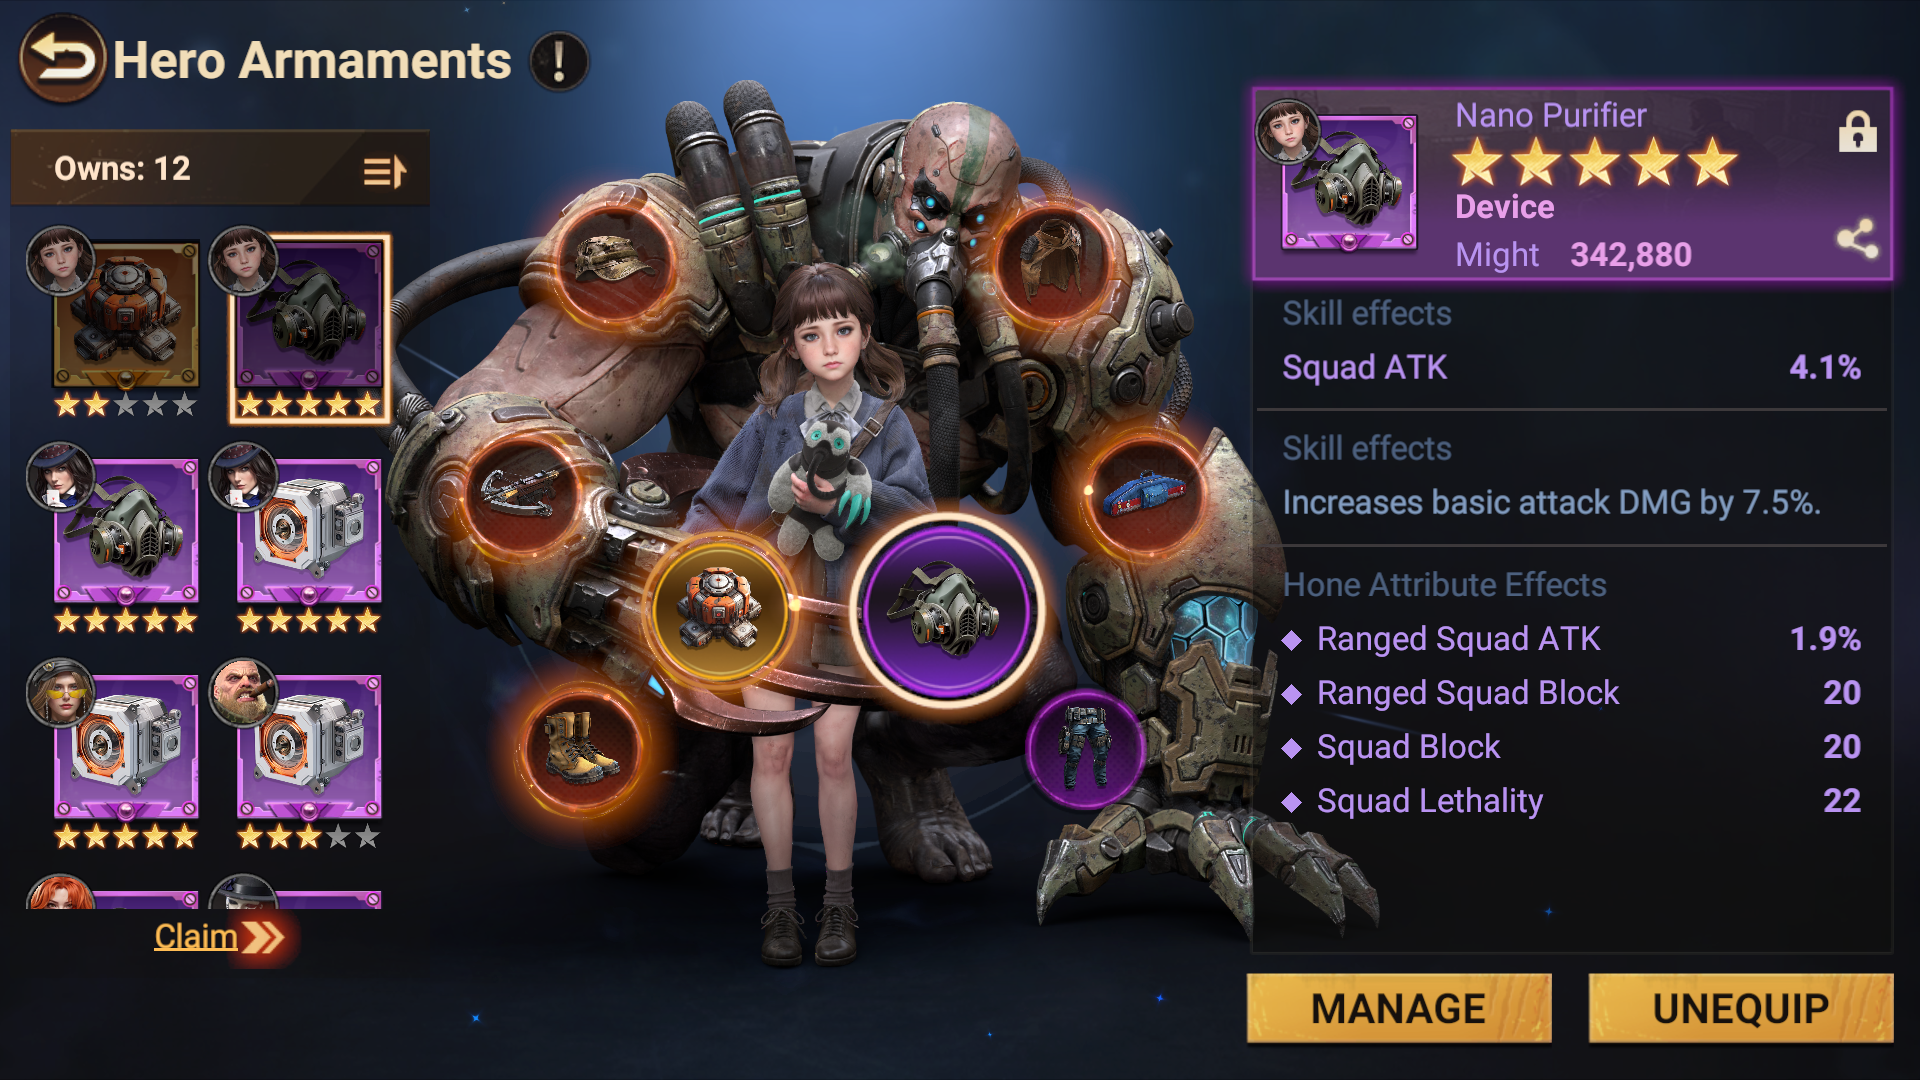 Hero Armaments
Owns: 12
Claim
Nano Purifier
Device
Might 342,880
Skill effects
Squad ATK 4.1%
Skill effects
Increases basic attack DMG by 7.5%.
Hone Attribute Effects
Ranged Squad ATK 1.9%
Ranged Squad Block 20
Squad Block 20
Squad Lethality 22
MANAGE
UNEQUIP